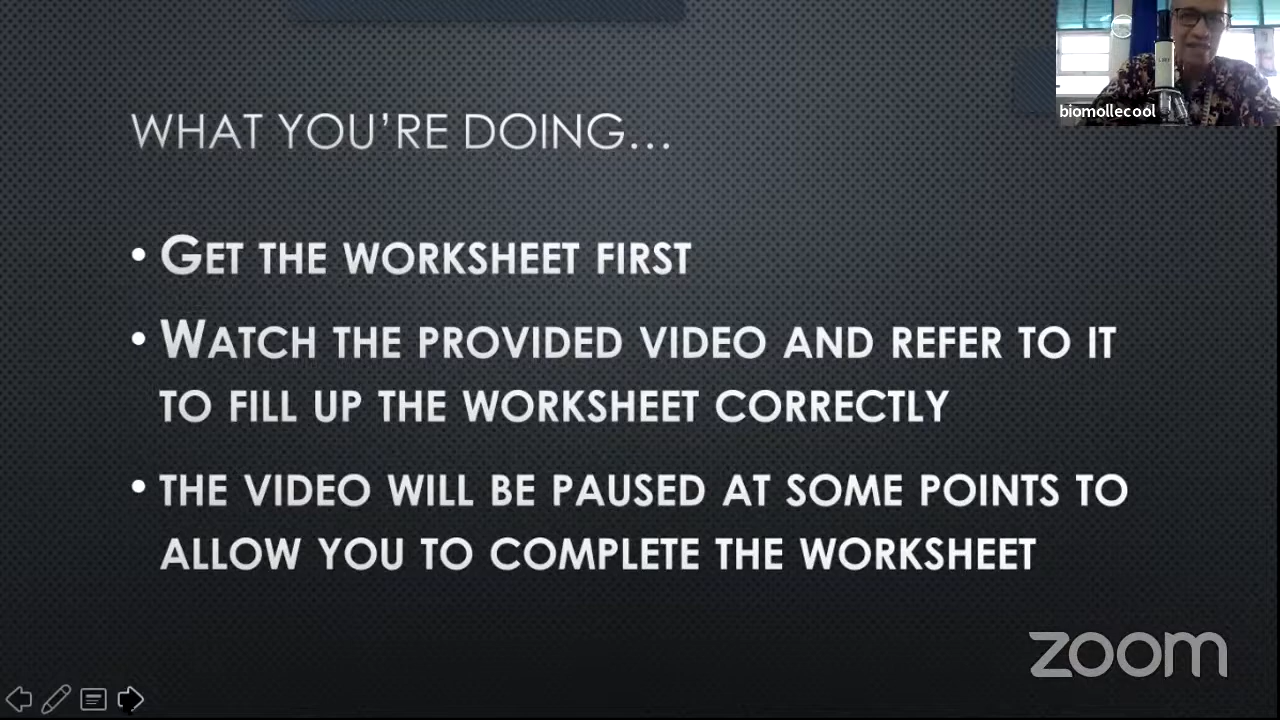 WHAT YOU'RE DOING...
biomollecool
• GET THE WORKSHEET FIRST
• WATCH THE PROVIDED VIDEO AND REFER TO IT
TO FILL UP THE WORKSHEET CORRECTLY
• THE VIDEO WILL BE PAUSED AT SOME POINTS TO
ALLOW YOU TO COMPLETE THE WORKSHEET
zoom